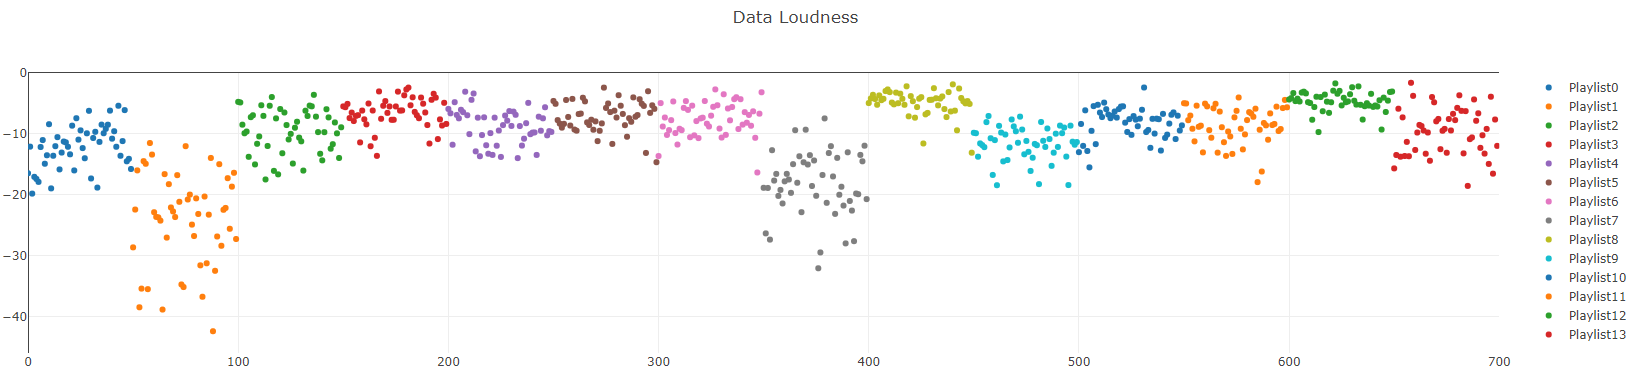 Data Loudness
0
−10
−20
−30
−40
0 100 200 300 400 500 600 700
Playlist0
Playlist1
Playlist2
Playlist3
Playlist4
Playlist5
Playlist6
Playlist7
Playlist8
Playlist9
Playlist10
Playlist11
Playlist12
Playlist13